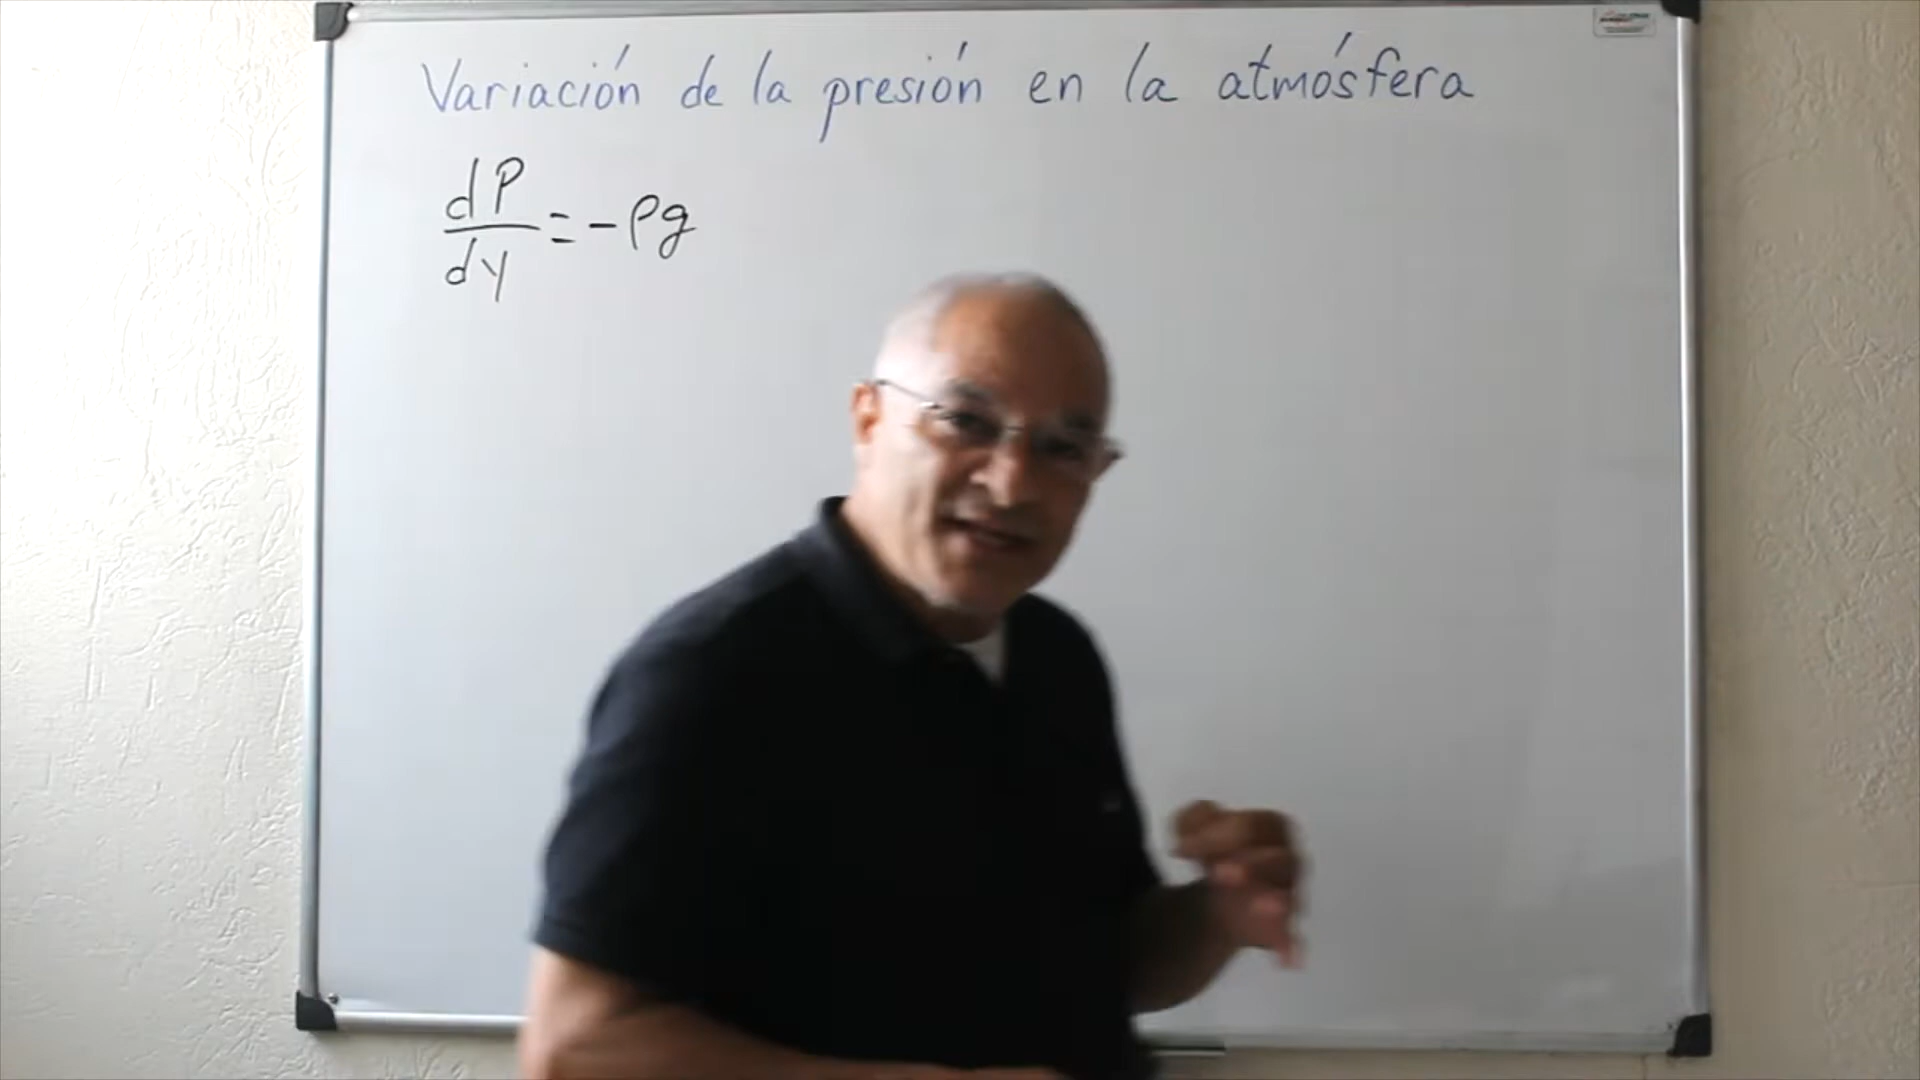 Variación de la presión en la atmósfera
dP/dy = -ρg